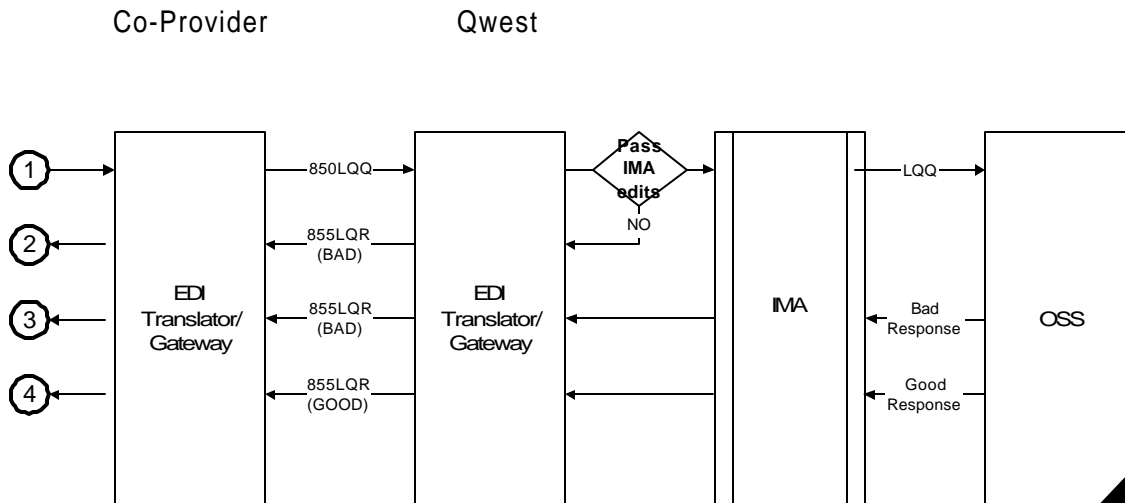 Co-Provider
Qwest
1
850LQQ
Pass
IMA
edits
LQQ
NO
2
855LQR
(BAD)
EDI
Translator/
Gateway
EDI
Translator/
Gateway
IMA
OSS
3
855LQR
(BAD)
Bad
Response
4
855LQR
(GOOD)
Good
Response